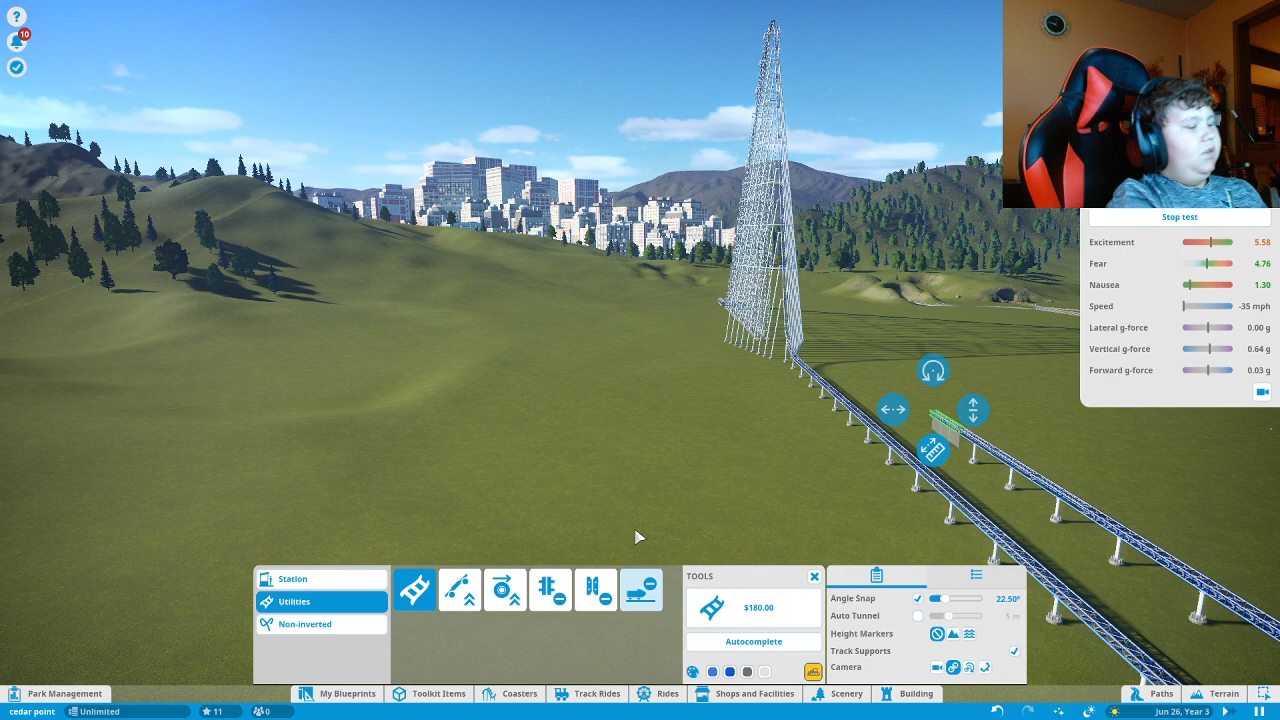 ?
10
Stop test
Excitement 5.58
Fear 4.76
Nausea 1.30
Speed -35 mph
Lateral g-force 0.00 g
Vertical g-force 0.64 g
Forward g-force 0.03 g
Station
Utilities
Non-inverted
TOOLS
$180.00
Autocomplete
Angle Snap 22.50°
Auto Tunnel 5 m
Height Markers
Track Supports
Camera
Park Management
My Blueprints
Toolkit Items
Coasters
Track Rides
Rides
Shops and Facilities
Scenery
Building
Paths
Terrain
cedar point
Unlimited
11
0
Jun 26, Year 3